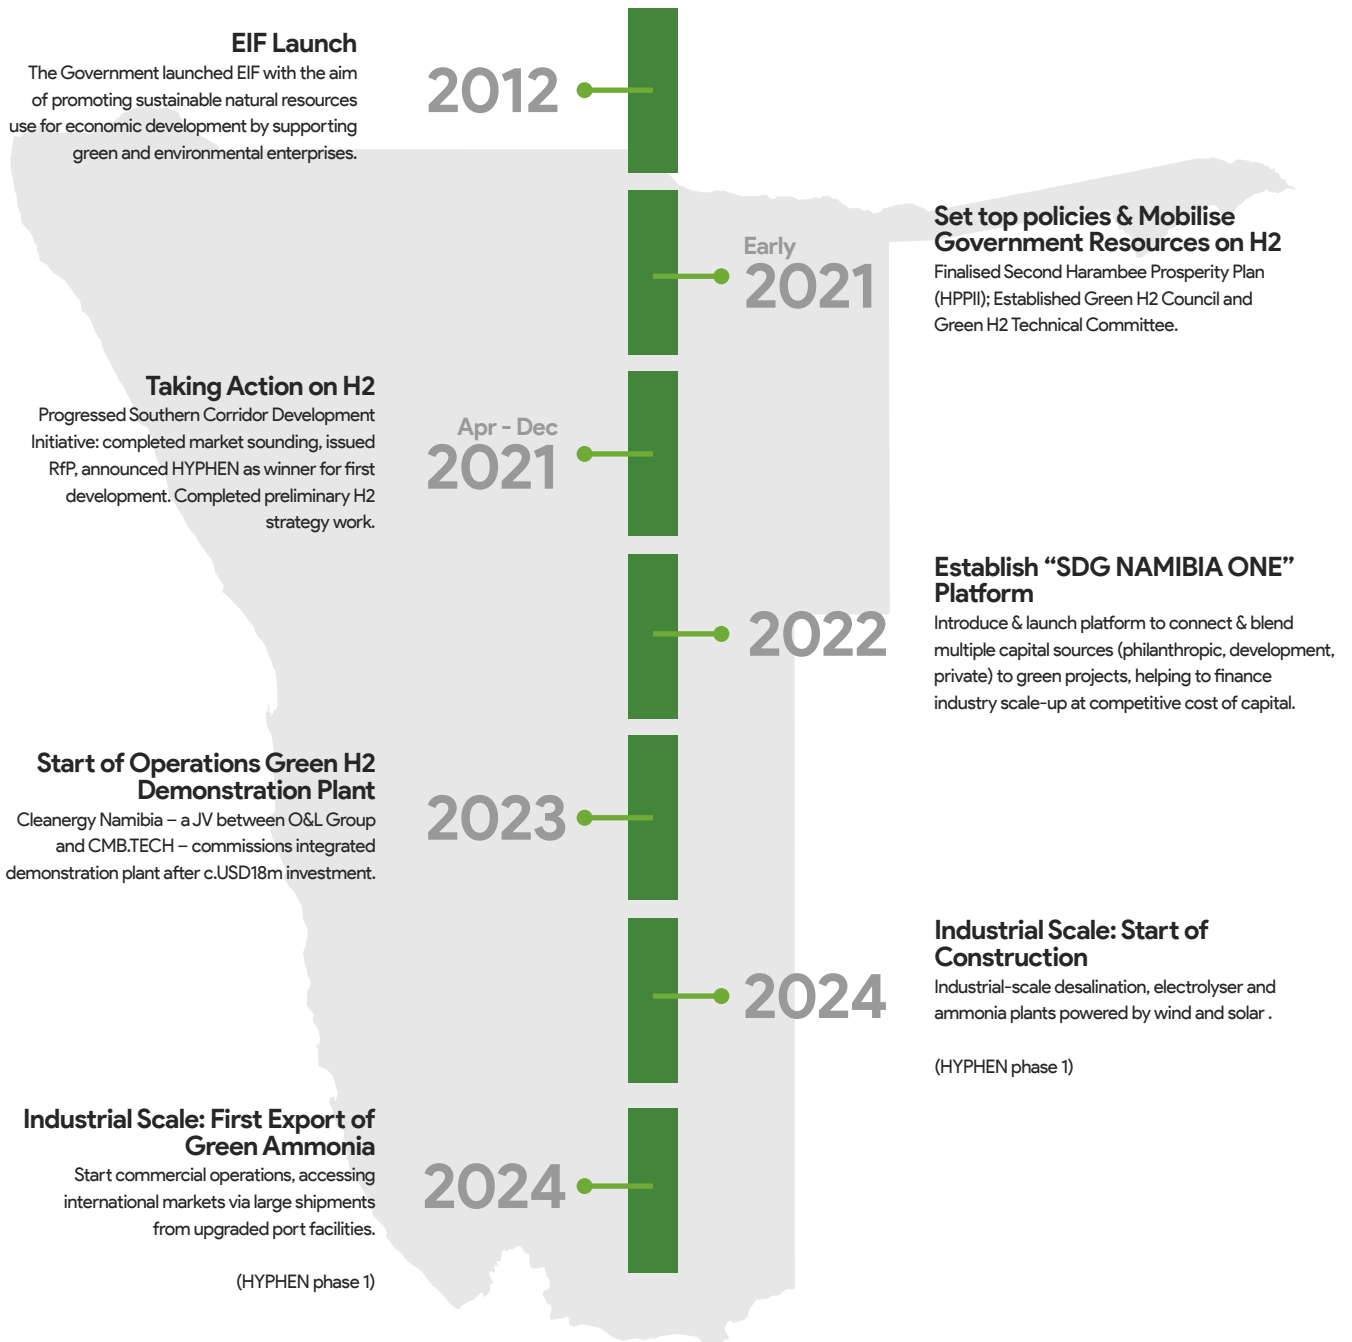 EIF Launch
The Government launched EIF with the aim
of promoting sustainable natural resources
use for economic development by supporting
green and environmental enterprises.
2012
Early
2021
Set top policies & Mobilise
Government Resources on H2
Finalised Second Harambee Prosperity Plan
(HPPII); Established Green H2 Council and
Green H2 Technical Committee.
Taking Action on H2
Progressed Southern Corridor Development
Initiative: completed market sounding, issued
RfP, announced HYPHEN as winner for first
development. Completed preliminary H2
strategy work.
Apr - Dec
2021
2022
Establish “SDG NAMIBIA ONE”
Platform
Introduce & launch platform to connect & blend
multiple capital sources (philanthropic, development,
private) to green projects, helping to finance
industry scale-up at competitive cost of capital.
Start of Operations Green H2
Demonstration Plant
Cleanergy Namibia – a JV between O&L Group
and CMB.TECH – commissions integrated
demonstration plant after c.USD18m investment.
2023
2024
Industrial Scale: Start of
Construction
Industrial-scale desalination, electrolyser and
ammonia plants powered by wind and solar .
(HYPHEN phase 1)
Industrial Scale: First Export of
Green Ammonia
Start commercial operations, accessing
international markets via large shipments
from upgraded port facilities.
(HYPHEN phase 1)
2024